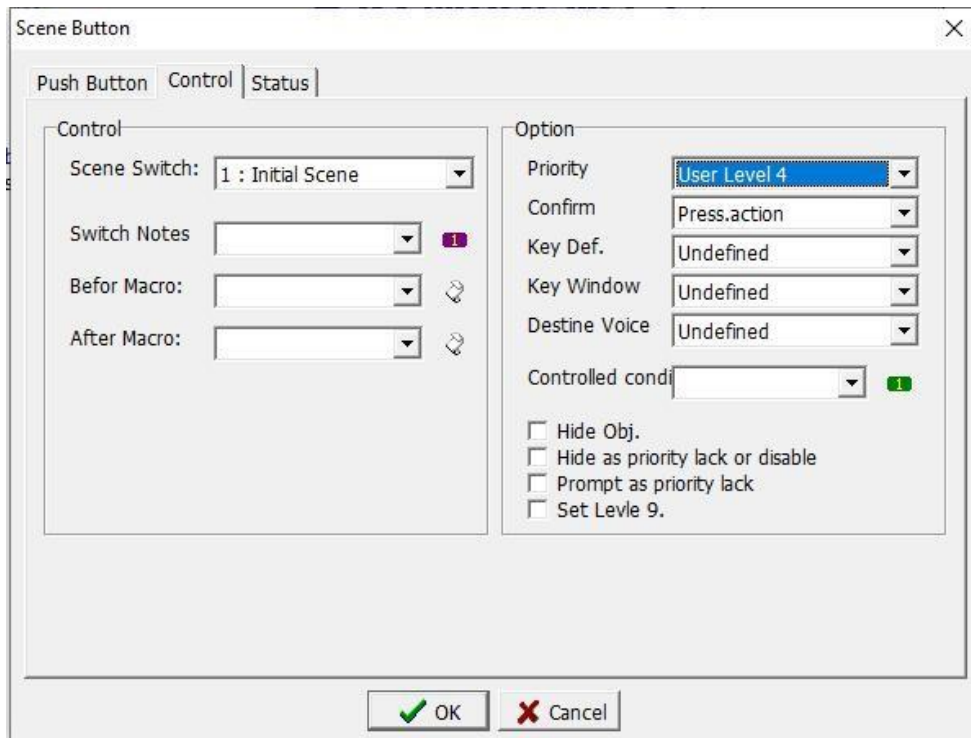 Scene Button
Push Button Control Status
Control
Scene Switch: 1 : Initial Scene
Switch Notes 1
Befor Macro:
After Macro:
Option
Priority User Level 4
Confirm Press.action
Key Def. Undefined
Key Window Undefined
Destine Voice Undefined
Controlled condi 1
Hide Obj.
Hide as priority lack or disable
Prompt as priority lack
Set Levle 9.
OK Cancel